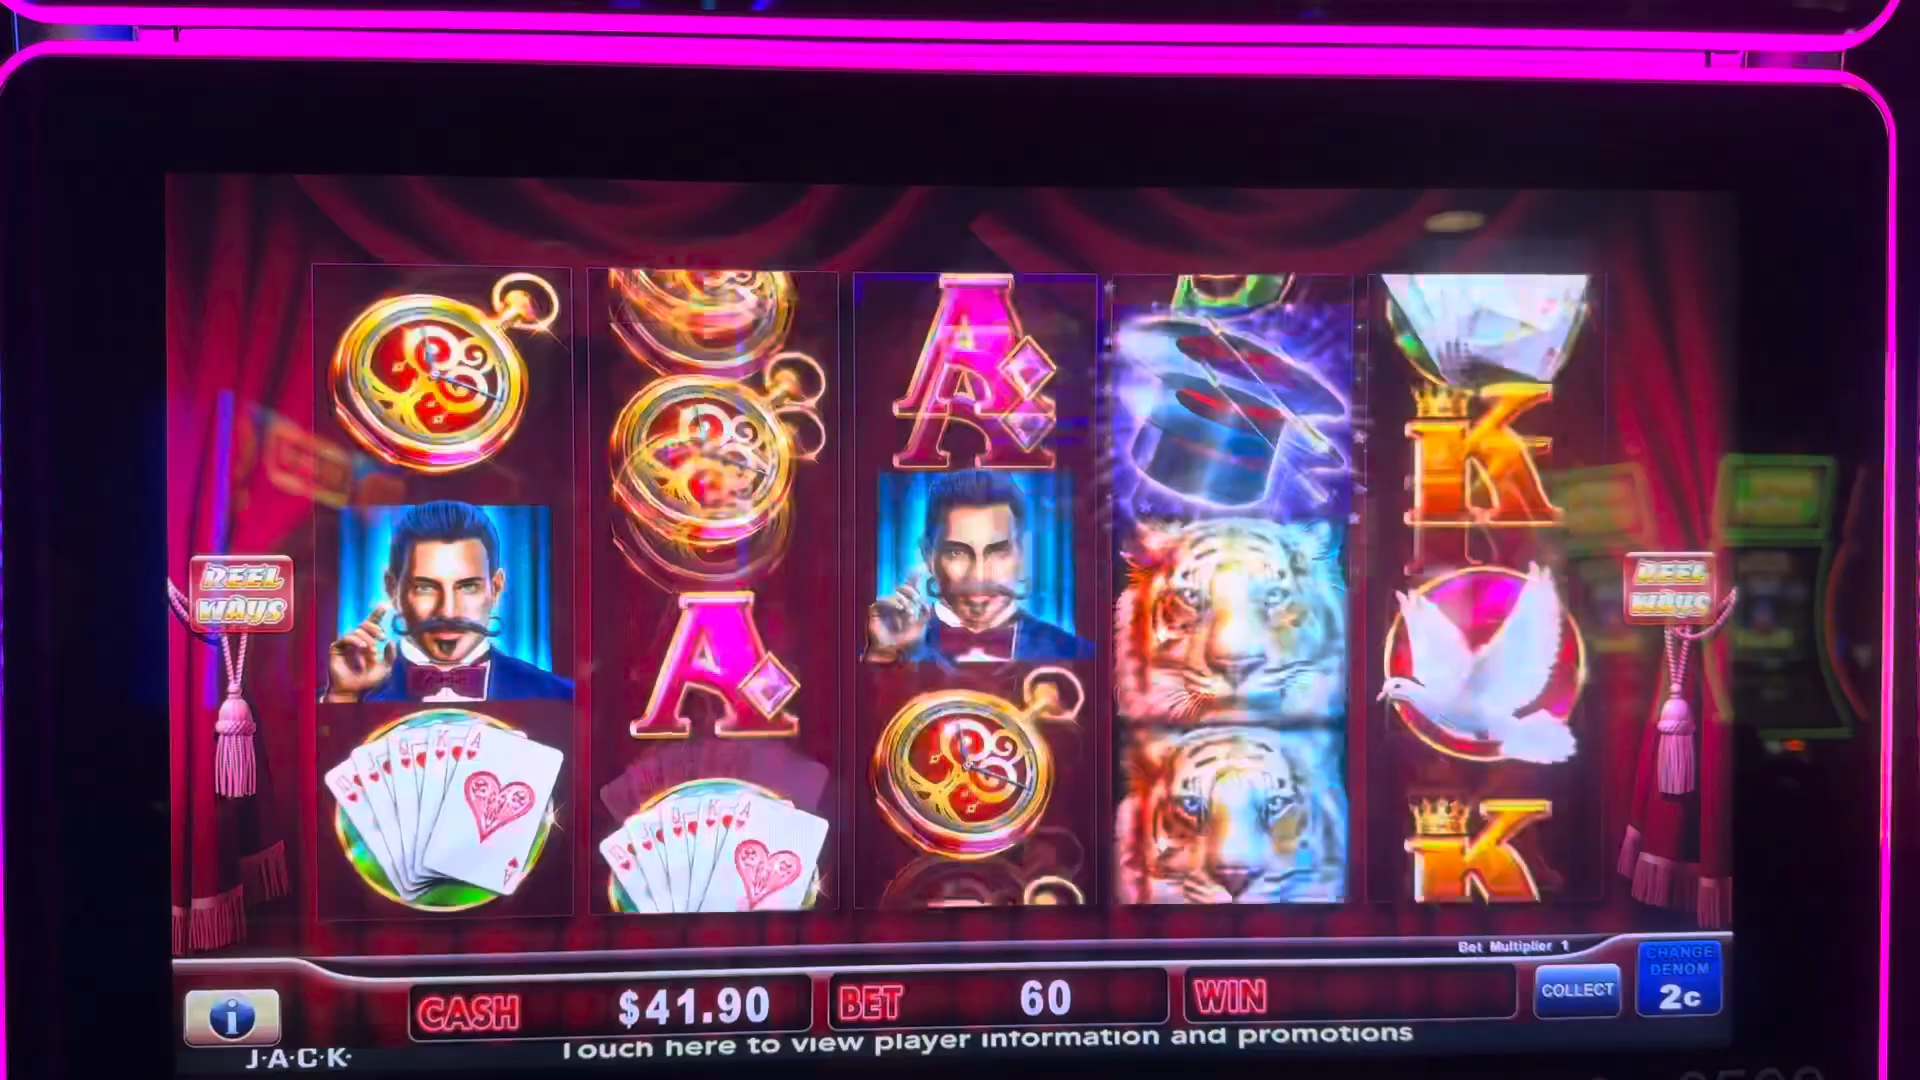 REEL WAYS
REEL WAYS
Bet Multiplier 1
CASH $41.90
BET 60
WIN
COLLECT
CHANGE DENOM 2c
J·A·C·K·
Touch here to view player information and promotions